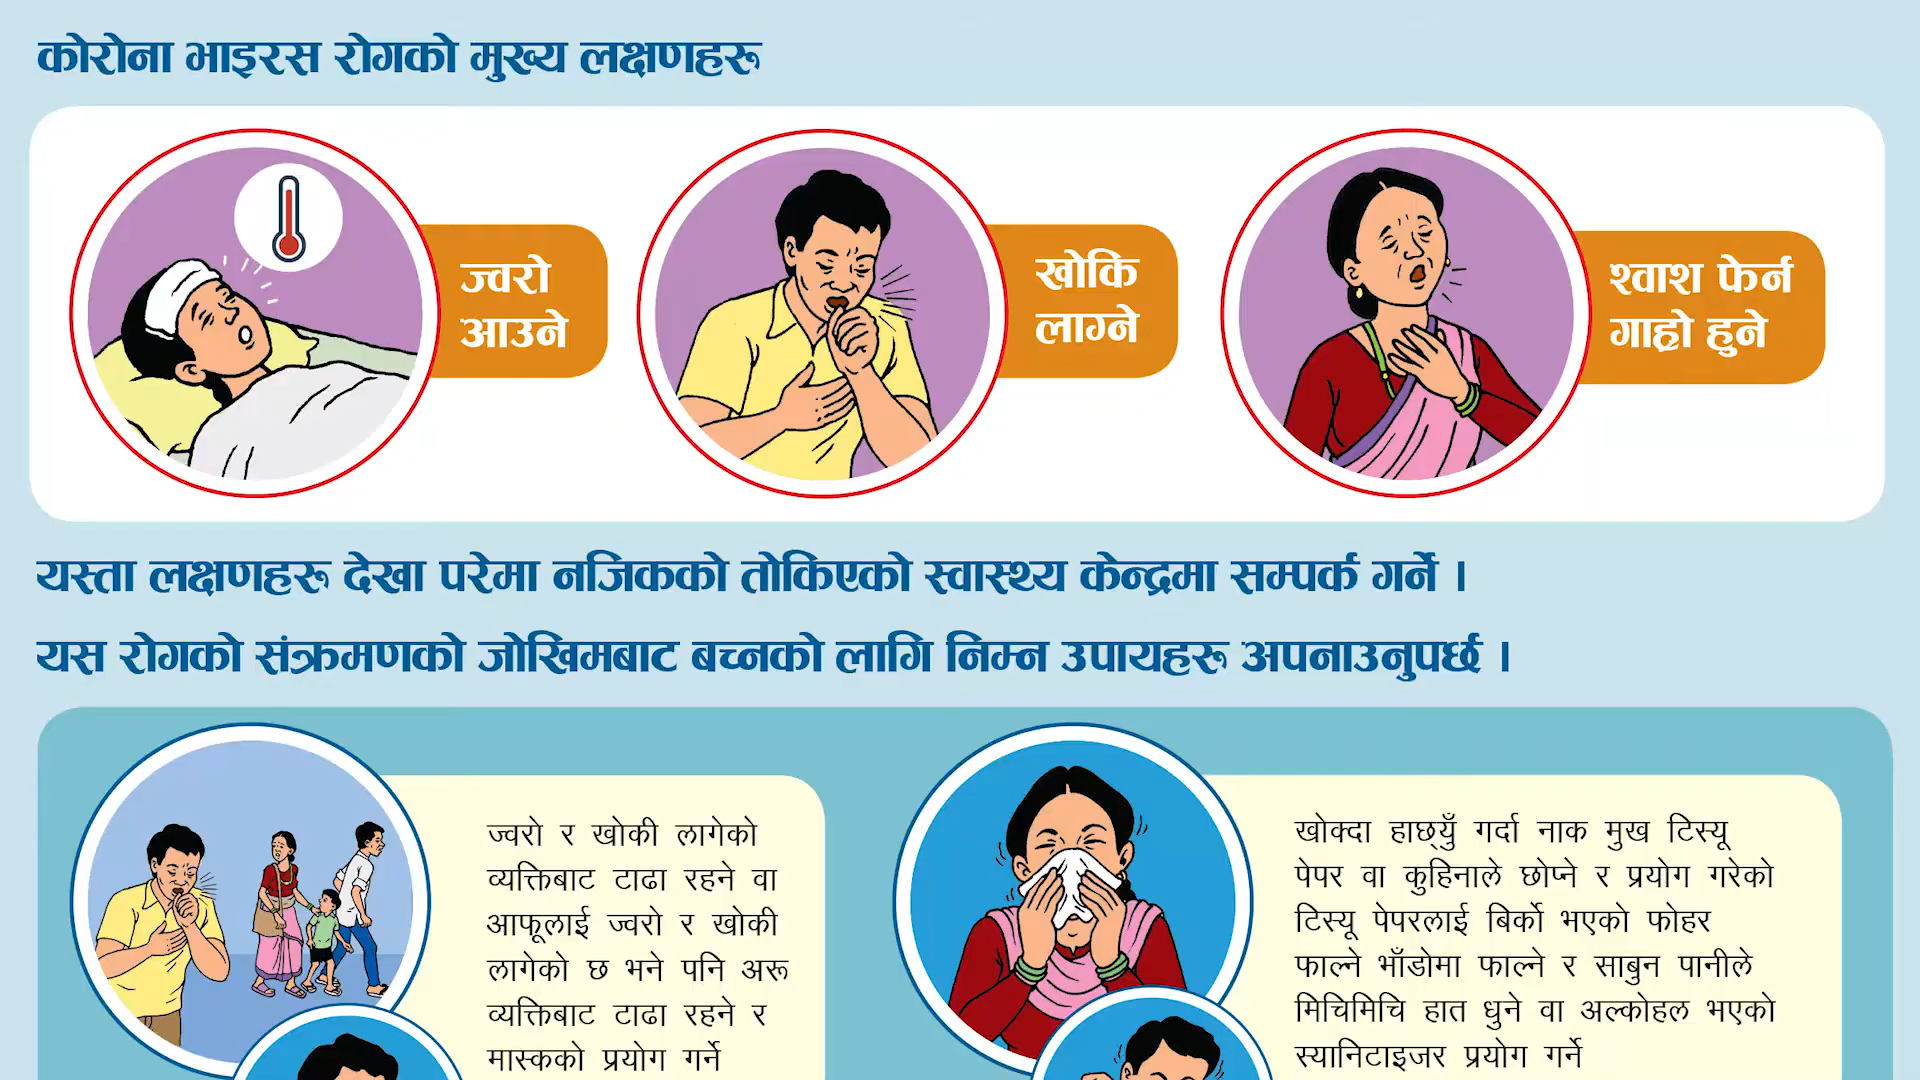 कोरोना भाइरस रोगको मुख्य लक्षणहरू
ज्वरो
आउने
खोकि
लाग्ने
श्वाश फेर्न
गाह्रो हुने
यस्ता लक्षणहरू देखा परेमा नजिकको तोकिएको स्वास्थ्य केन्द्रमा सम्पर्क गर्ने ।
यस रोगको संक्रमणको जोखिमबाट बच्नको लागि निम्न उपायहरू अपनाउनुपर्छ ।
ज्वरो र खोकी लागेको
व्यक्तिबाट टाढा रहने वा
आफूलाई ज्वरो र खोकी
लागेको छ भने पनि अरू
व्यक्तिबाट टाढा रहने र
मास्कको प्रयोग गर्ने
खोक्दा हाछ्युँ गर्दा नाक मुख टिस्यू
पेपर वा कुहिनाले छोप्ने र प्रयोग गरेको
टिस्यू पेपरलाई बिर्को भएको फोहर
फाल्ने भाँडोमा फाल्ने र साबुन पानीले
मिचिमिचि हात धुने वा अल्कोहल भएको
स्यानिटाइजर प्रयोग गर्ने